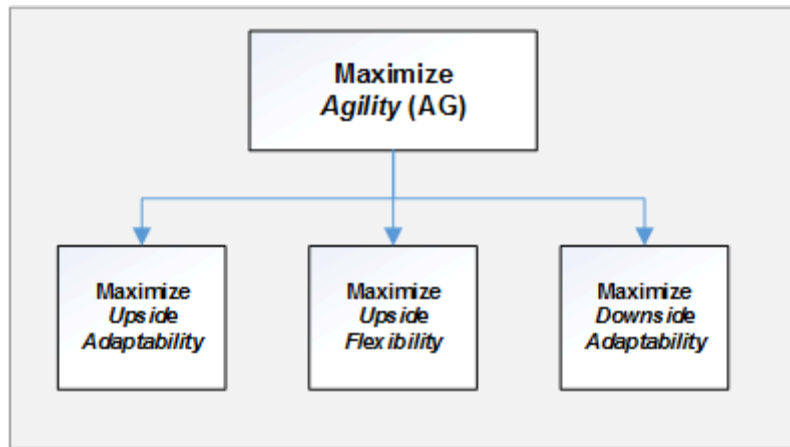 Maximize
Agility (AG)
Maximize
Upside
Adaptability
Maximize
Upside
Flexibility
Maximize
Downside
Adaptability